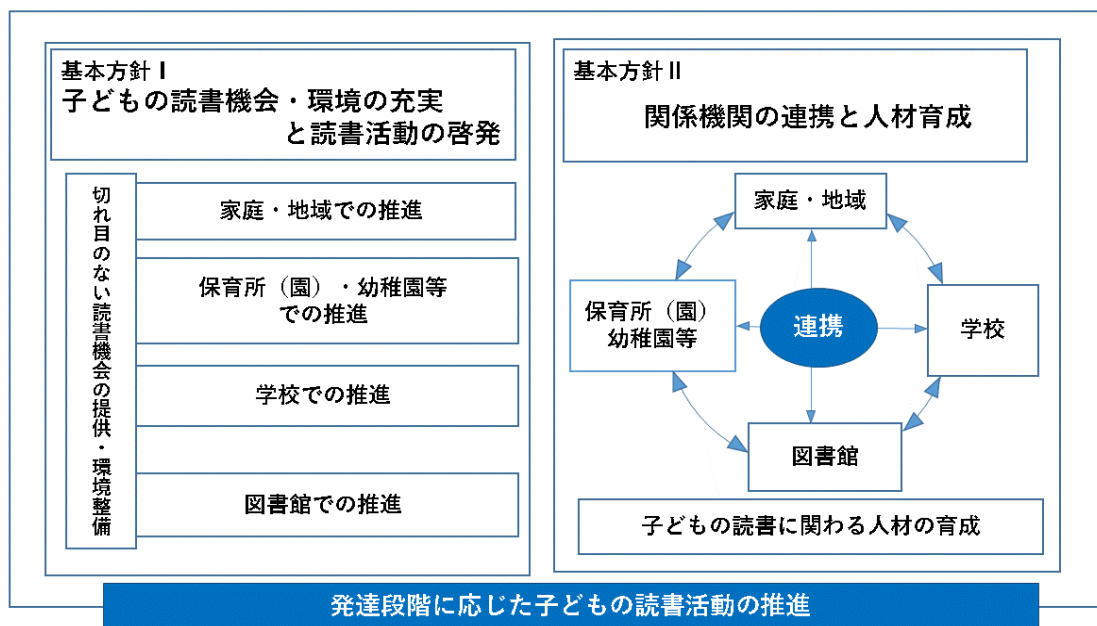 基本方針Ⅰ
子どもの読書機会・環境の充実
と読書活動の啓発
切れ目のない読書機会の提供・環境整備
家庭・地域での推進
保育所（園）・幼稚園等
での推進
学校での推進
図書館での推進
基本方針Ⅱ
関係機関の連携と人材育成
家庭・地域
保育所（園）
幼稚園等
連携
学校
図書館
子どもの読書に関わる人材の育成
発達段階に応じた子どもの読書活動の推進